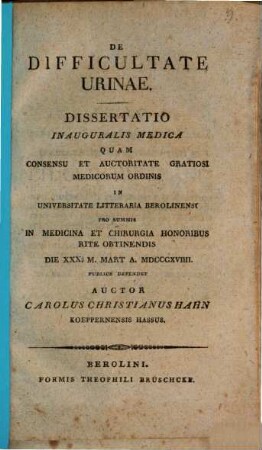 DE
DIFFICULTATE
URINAE.
DISSERTATIO
INAUGURALIS MEDICA
QUAM
CONSENSU ET AUCTORITATE GRATIOSI
MEDICORUM ORDINIS
IN
UNIVERSITATE LITTERARIA BEROLINENSI
PRO SUMMIS
IN MEDICINA ET CHIRURGIA HONORIBUS
RITE OBTINENDIS
DIE XXXI M. MART A. MDCCCXVIIII.
PUBLICE DEFENDET
AUCTOR
CAROLUS CHRISTIANUS HAHN
KOEPPERNENSIS HASSUS.
BEROLINI.
FORMIS THEOPHILI BRÜSCHCKE.